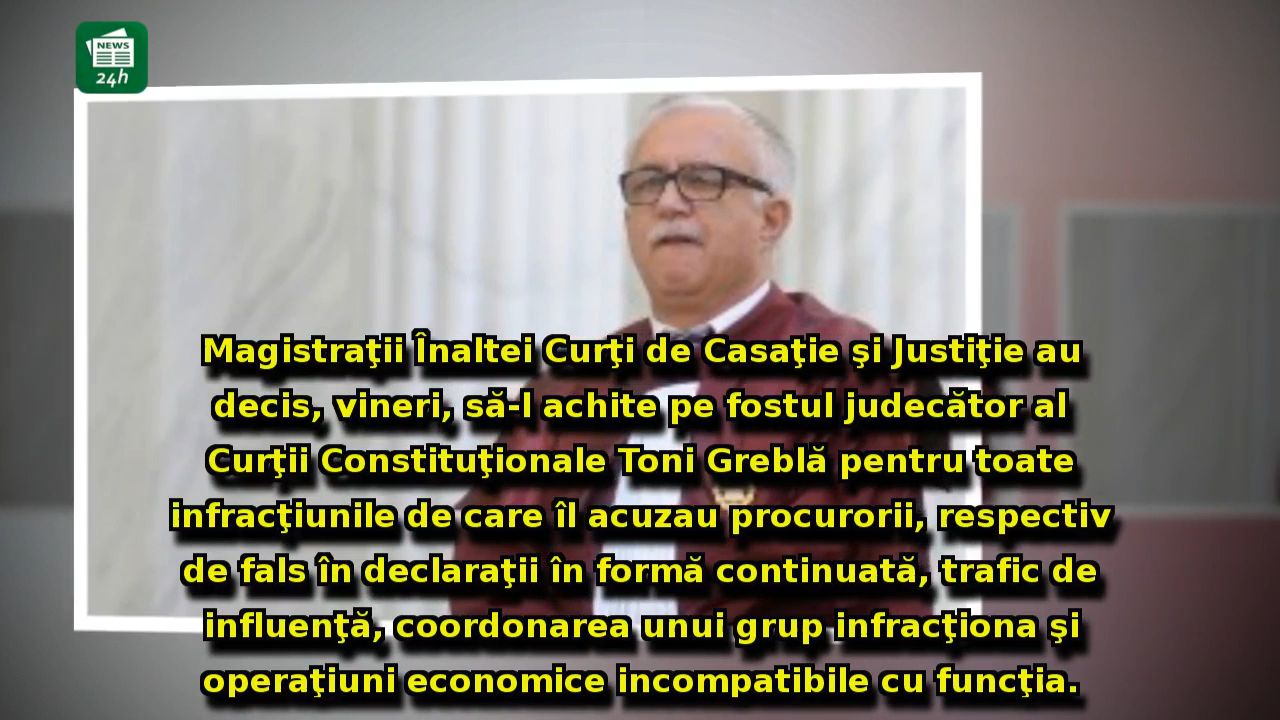 NEWS
24h
Magistraţii Înaltei Curţi de Casaţie şi Justiţie au
decis, vineri, să-l achite pe fostul judecător al
Curţii Constituţionale Toni Greblă pentru toate
infracţiunile de care îl acuzau procurorii, respectiv
de fals în declaraţii în formă continuată, trafic de
influenţă, coordonarea unui grup infracţiona şi
operaţiuni economice incompatibile cu funcţia.